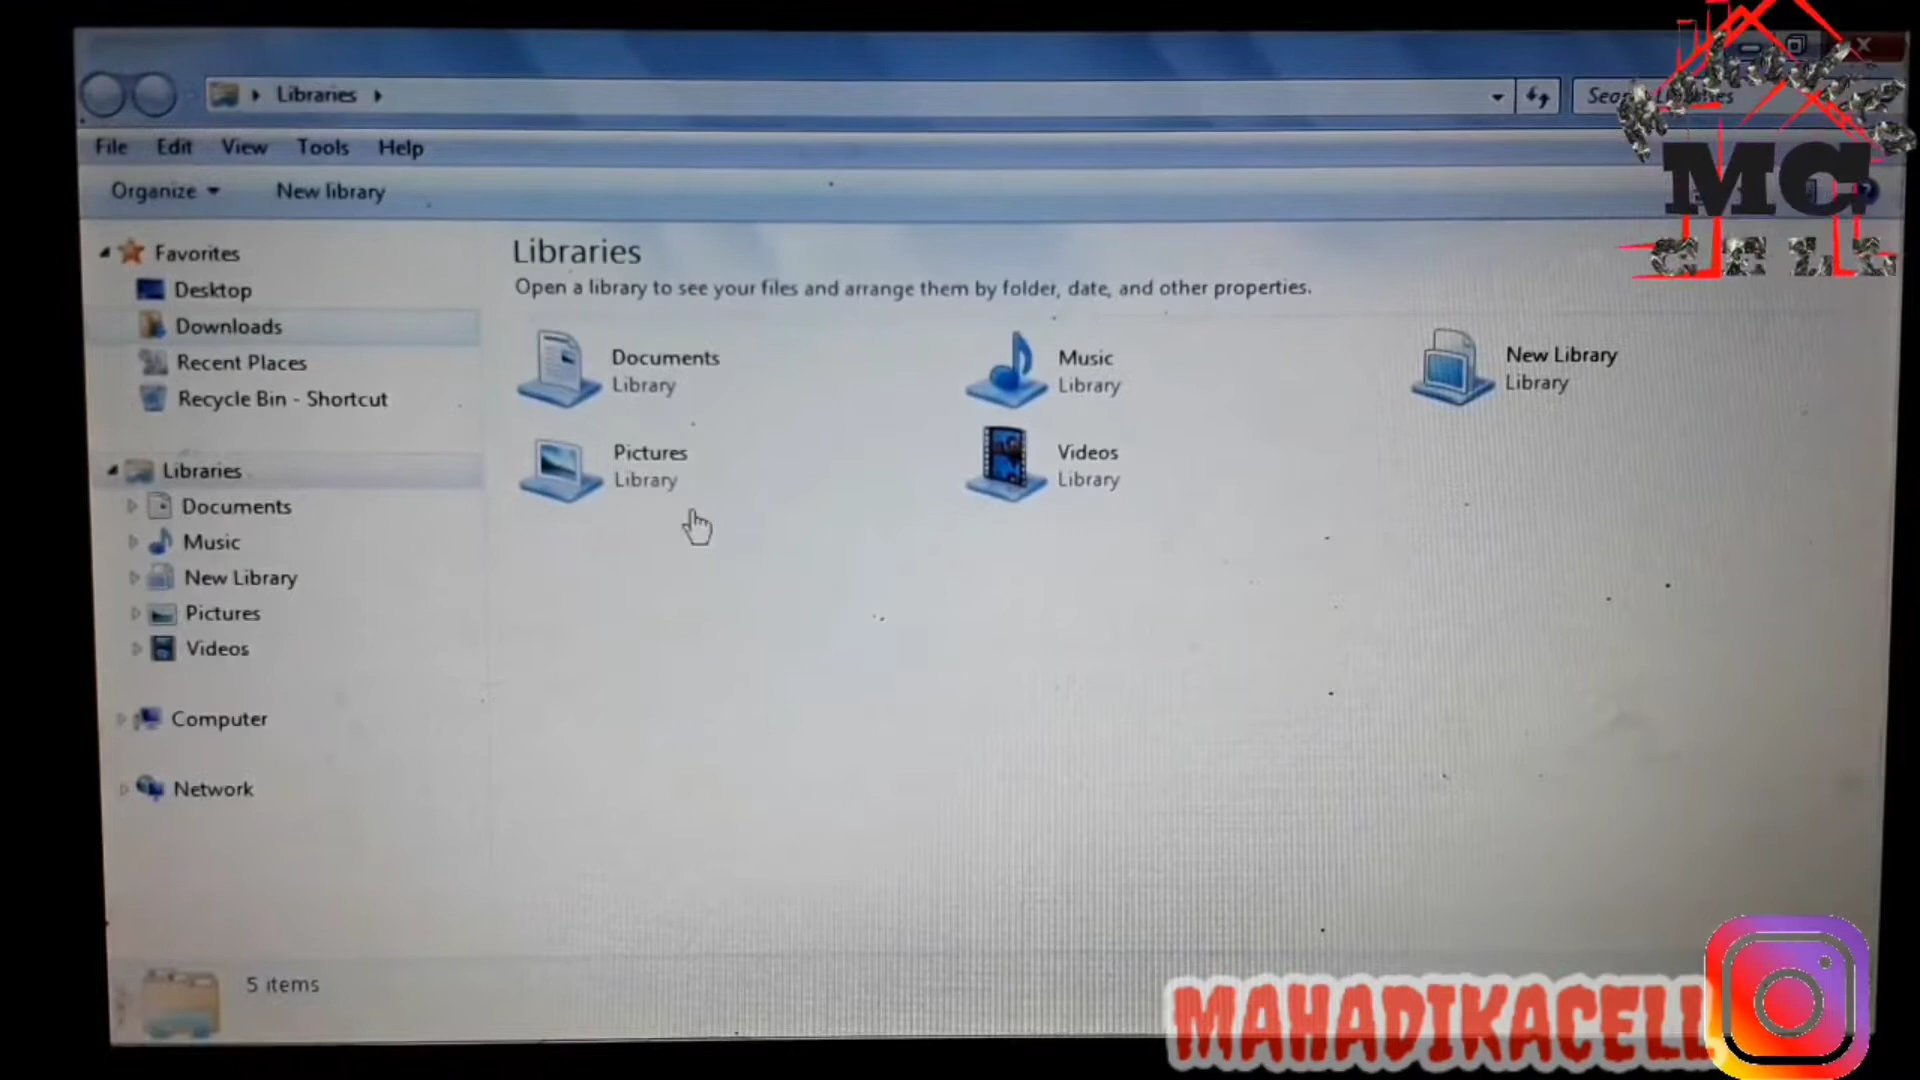 Libraries
File Edit View Tools Help
Organize New library
Favorites
Desktop
Downloads
Recent Places
Recycle Bin - Shortcut
Libraries
Documents
Music
New Library
Pictures
Videos
Computer
Network
Libraries
Open a library to see your files and arrange them by folder, date, and other properties.
Documents
Library
Music
Library
New Library
Library
Pictures
Library
Videos
Library
5 items
MC
CELL
MAHADIKACELL